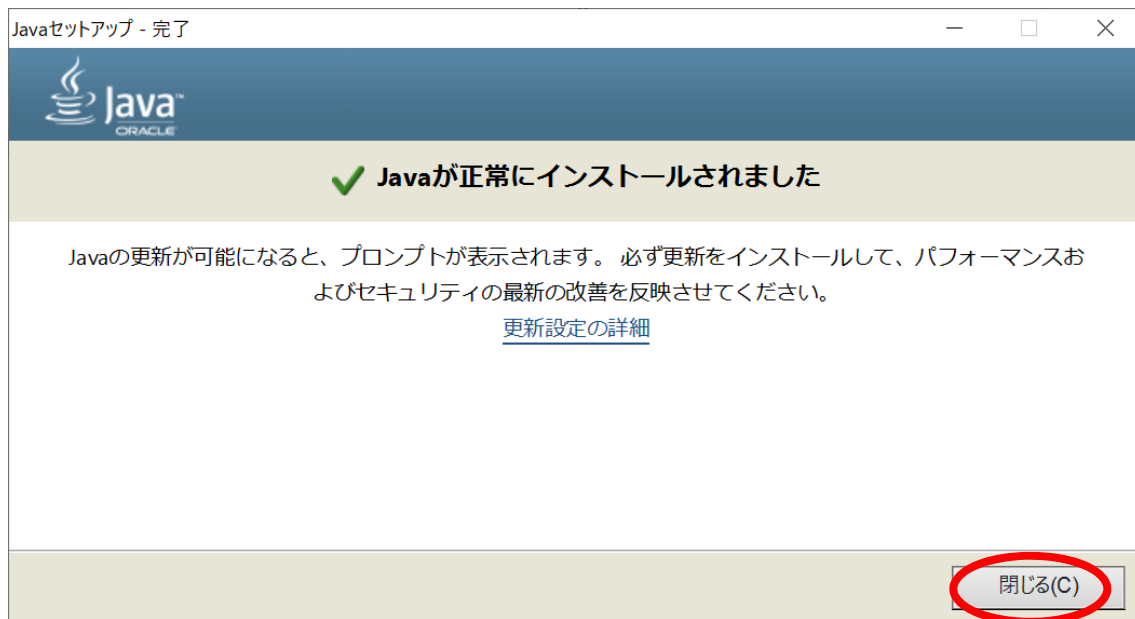 Javaセットアップ - 完了
Java™
ORACLE
Javaが正常にインストールされました
Javaの更新が可能になると、プロンプトが表示されます。 必ず更新をインストールして、パフォーマンスお
よびセキュリティの最新の改善を反映させてください。
更新設定の詳細
閉じる(C)